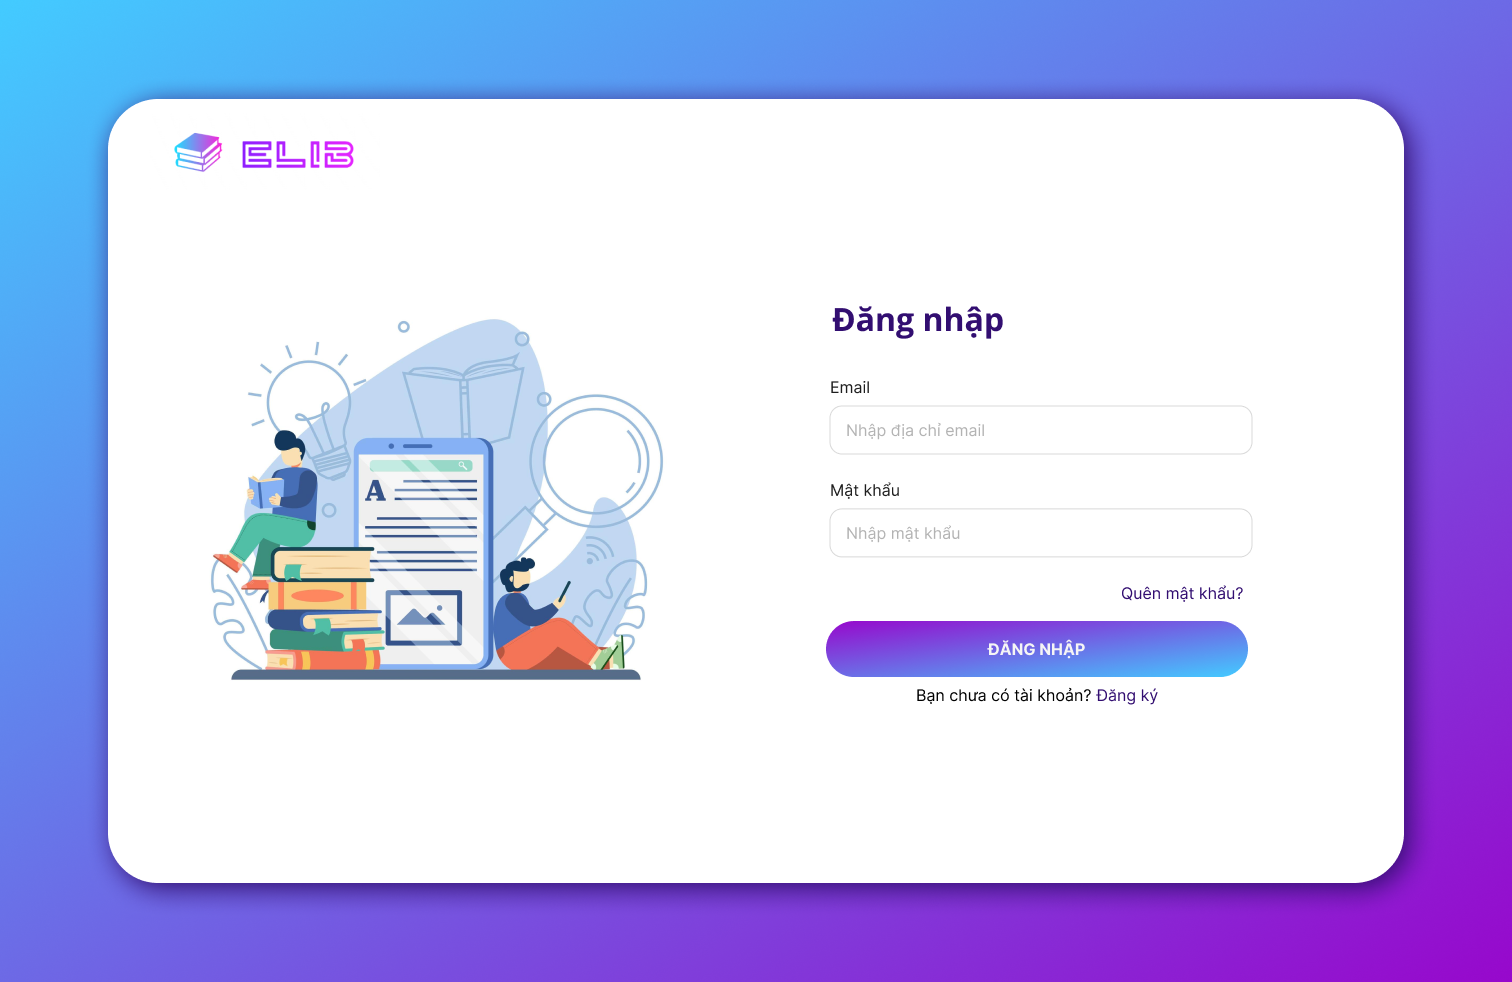 ELIB
Đăng nhập
Email
Nhập địa chỉ email
Mật khẩu
Nhập mật khẩu
Quên mật khẩu?
ĐĂNG NHẬP
Bạn chưa có tài khoản? Đăng ký
A